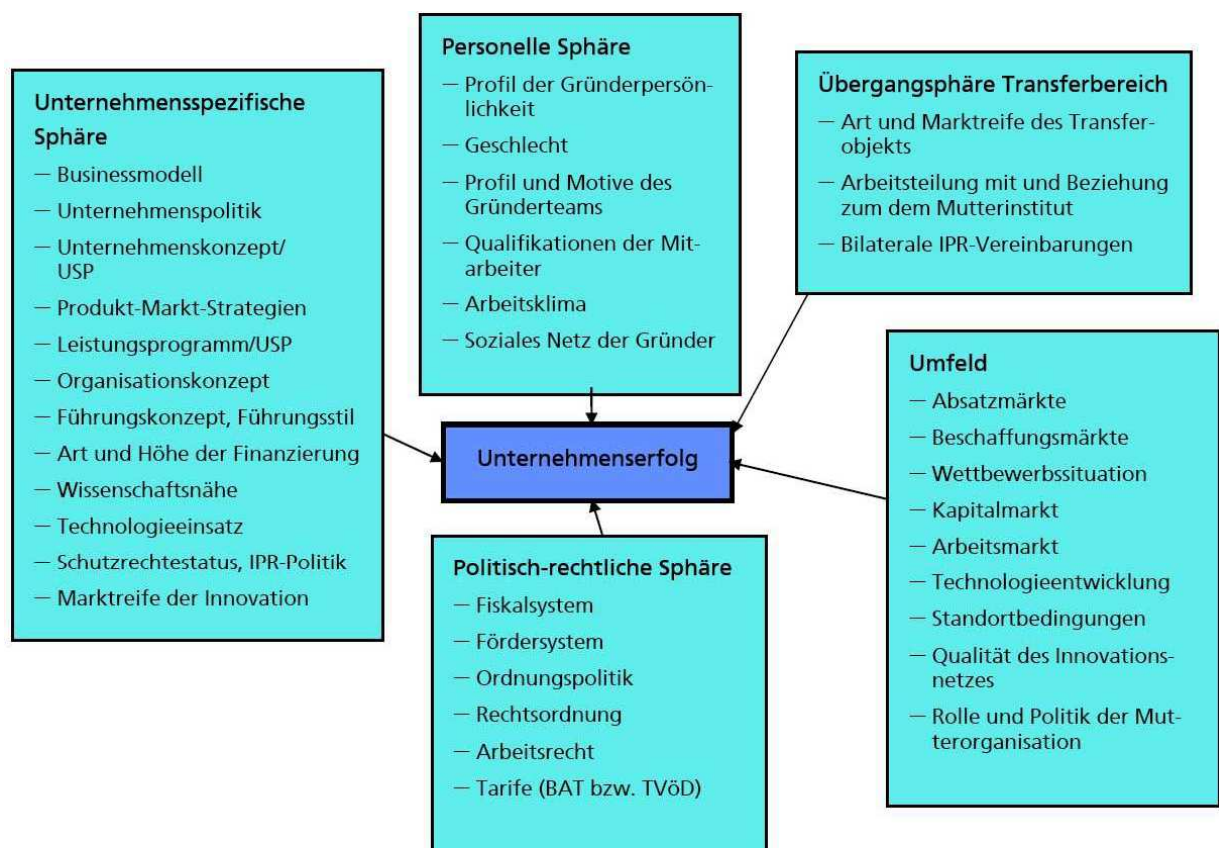 Unternehmensspezifische
Sphäre
— Businessmodell
— Unternehmenspolitik
— Unternehmenskonzept/
USP
— Produkt-Markt-Strategien
— Leistungsprogramm/USP
— Organisationskonzept
— Führungskonzept, Führungsstil
— Art und Höhe der Finanzierung
— Wissenschaftsnähe
— Technologieeinsatz
— Schutzrechtestatus, IPR-Politik
— Marktreife der Innovation
Personelle Sphäre
— Profil der Gründerpersön-
lichkeit
— Geschlecht
— Profil und Motive des
Gründerteams
— Qualifikationen der Mit-
arbeiter
— Arbeitsklima
— Soziales Netz der Gründer
Übergangsphäre Transferbereich
— Art und Marktreife des Transfer-
objekts
— Arbeitsteilung mit und Beziehung
zum dem Mutterinstitut
— Bilaterale IPR-Vereinbarungen
Unternehmenserfolg
Politisch-rechtliche Sphäre
— Fiskalsystem
— Fördersystem
— Ordnungspolitik
— Rechtsordnung
— Arbeitsrecht
— Tarife (BAT bzw. TVöD)
Umfeld
— Absatzmärkte
— Beschaffungsmärkte
— Wettbewerbssituation
— Kapitalmarkt
— Arbeitsmarkt
— Technologieentwicklung
— Standortbedingungen
— Qualität des Innovations-
netzes
— Rolle und Politik der Mut-
terorganisation